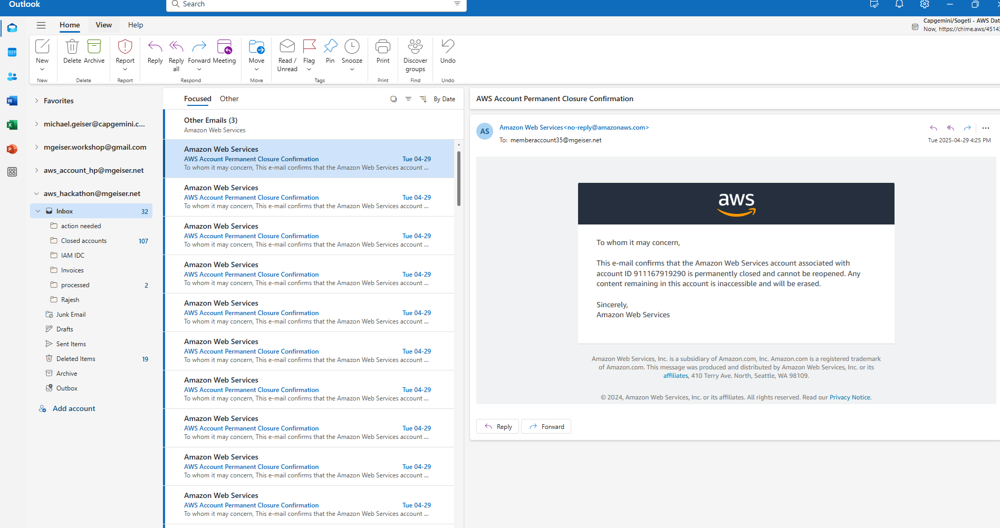 Outlook
Search
Home
View
Help
Capgemini/Sogeti - AWS Dat
Now, https://chime.aws/4514
New
Delete
Archive
Report
Reply
Reply all
Forward
Meeting
Move
Read / Unread
Flag
Pin
Snooze
Print
Discover groups
Undo
New
Delete
Report
Respond
Move
Tags
Print
Find
Undo
Favorites
michael.geiser@capgemini.c...
mgeiser.workshop@gmail.com
aws_account_hp@mgeiser.net
aws_hackathon@mgeiser.net
Inbox 32
action needed
Closed accounts 107
IAM IDC
Invoices
processed 2
Rajesh
Junk Email
Drafts
Sent Items
Deleted Items 19
Archive
Outbox
Add account
Focused
Other
By Date
Other Emails (3)
Amazon Web Services
Amazon Web Services
AWS Account Permanent Closure Confirmation Tue 04-29
To whom it may concern, This e-mail confirms that the Amazon Web Services account ...
Amazon Web Services
AWS Account Permanent Closure Confirmation Tue 04-29
To whom it may concern, This e-mail confirms that the Amazon Web Services account ...
Amazon Web Services
AWS Account Permanent Closure Confirmation Tue 04-29
To whom it may concern, This e-mail confirms that the Amazon Web Services account ...
Amazon Web Services
AWS Account Permanent Closure Confirmation Tue 04-29
To whom it may concern, This e-mail confirms that the Amazon Web Services account ...
Amazon Web Services
AWS Account Permanent Closure Confirmation Tue 04-29
To whom it may concern, This e-mail confirms that the Amazon Web Services account ...
Amazon Web Services
AWS Account Permanent Closure Confirmation Tue 04-29
To whom it may concern, This e-mail confirms that the Amazon Web Services account ...
Amazon Web Services
AWS Account Permanent Closure Confirmation Tue 04-29
To whom it may concern, This e-mail confirms that the Amazon Web Services account ...
Amazon Web Services
AWS Account Permanent Closure Confirmation Tue 04-29
To whom it may concern, This e-mail confirms that the Amazon Web Services account ...
Amazon Web Services
AWS Account Permanent Closure Confirmation Tue 04-29
To whom it may concern, This e-mail confirms that the Amazon Web Services account ...
Amazon Web Services
AWS Account Permanent Closure Confirmation Tue 04-29
To whom it may concern, This e-mail confirms that the Amazon Web Services account ...
AWS Account Permanent Closure Confirmation
AS
Amazon Web Services<no-reply@amazonaws.com>
To: memberaccount35@mgeiser.net
Tue 2025-04-29 4:25 PM
aws
To whom it may concern,
This e-mail confirms that the Amazon Web Services account associated with
account ID 911167919290 is permanently closed and cannot be reopened. Any
content remaining in this account is inaccessible and will be erased.
Sincerely,
Amazon Web Services
Amazon Web Services, Inc. is a subsidiary of Amazon.com, Inc. Amazon.com is a registered trademark
of Amazon.com. This message was produced and distributed by Amazon Web Services, Inc. or its
affiliates, 410 Terry Ave. North, Seattle, WA 98109.
© 2024, Amazon Web Services, Inc. or its affiliates. All rights reserved. Read our Privacy Notice.
Reply
Forward